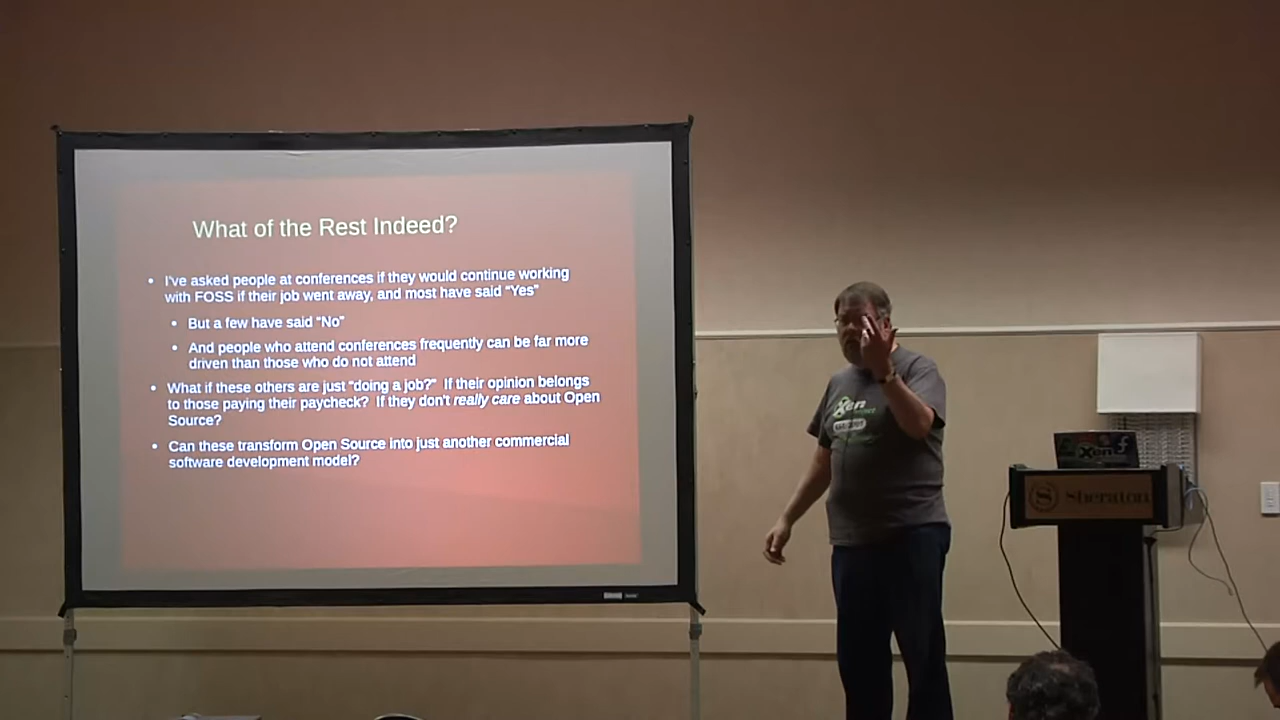 What of the Rest Indeed?
• I've asked people at conferences if they would continue working
with FOSS if their job went away, and most have said “Yes”
• But a few have said “No”
• And people who attend conferences frequently can be far more
driven than those who do not attend
• What if these others are just “doing a job?” If their opinion belongs
to those paying their paycheck? If they don't really care about Open
Source?
• Can these transform Open Source into just another commercial
software development model?
Xen
Xen
S Sheraton